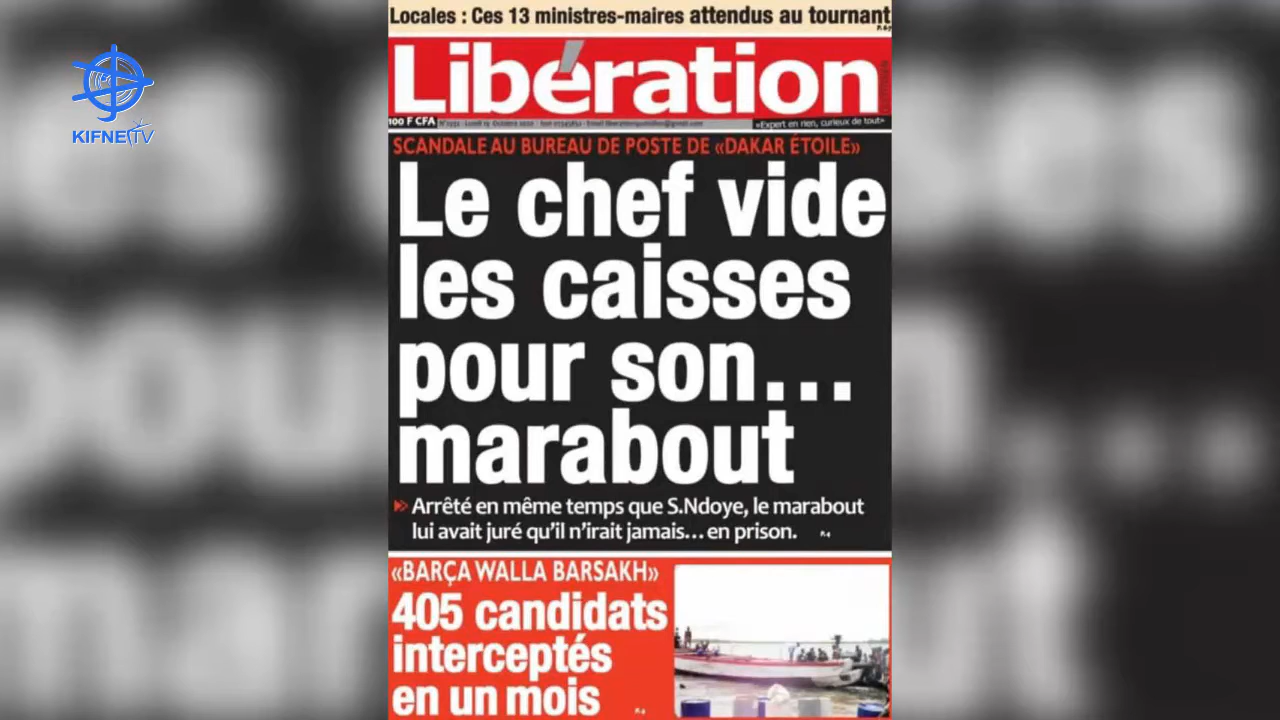 Locales : Ces 13 ministres-maires attendus au tournant
KIFNE TV
Libération
100 F CFA
«Expert en rien, curieux de tout»
SCANDALE AU BUREAU DE POSTE DE «DAKAR ÉTOILE»
Le chef vide
les caisses
pour son...
marabout
Arrêté en même temps que S.Ndoye, le marabout
lui avait juré qu'il n'irait jamais... en prison. P.4
«BARÇA WALLA BARSAKH»
405 candidats
interceptés
en un mois